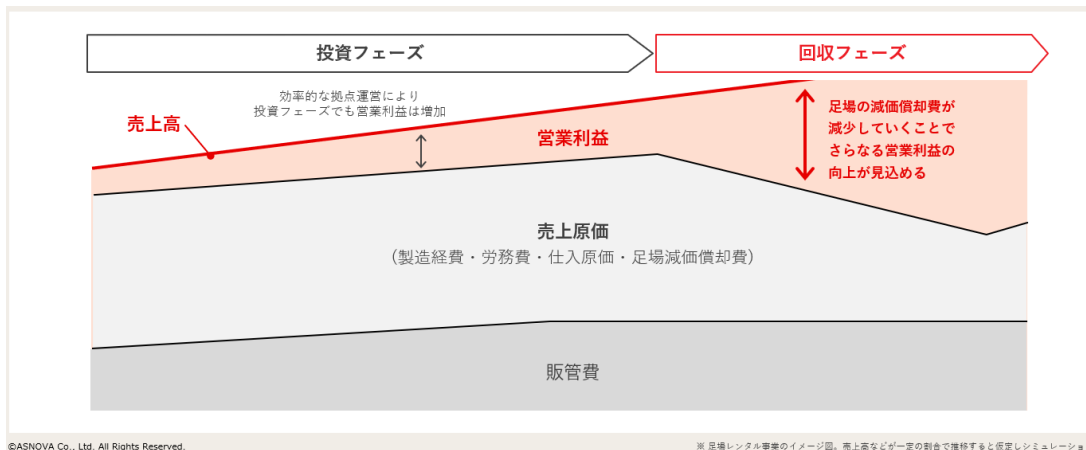 投資フェーズ
回収フェーズ
効率的な拠点運営により
投資フェーズでも営業利益は増加
売上高
営業利益
足場の減価償却費が
減少していくことで
さらなる営業利益の
向上が見込める
売上原価
（製造経費・労務費・仕入原価・足場減価償却費）
販管費
©ASNOVA Co., Ltd. All Rights Reserved.
※ 足場レンタル事業のイメージ図。売上高などが一定の割合で推移すると仮定しシミュレーショ